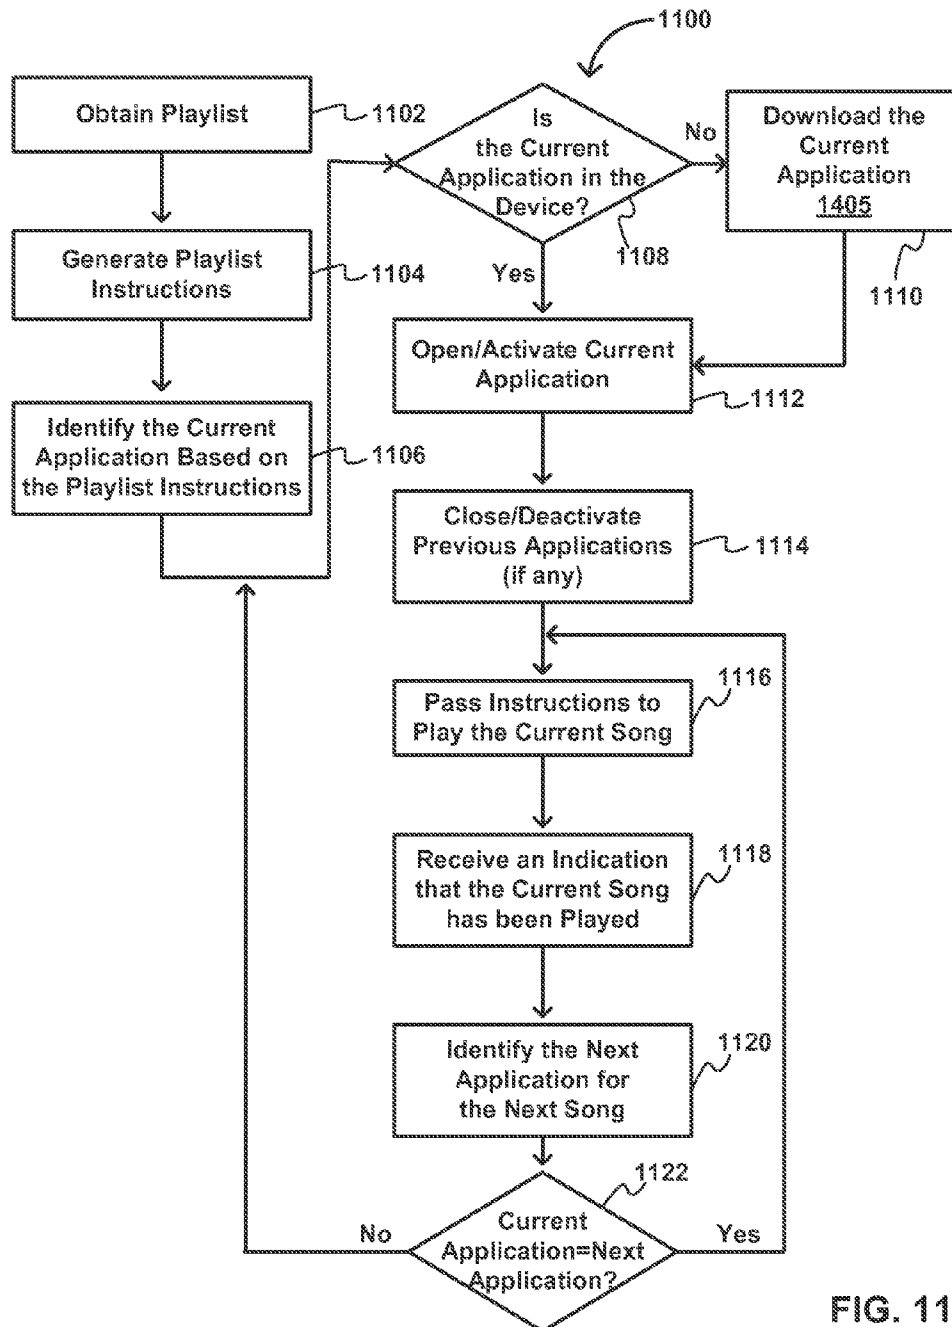 1100
Obtain Playlist
1102
Generate Playlist
Instructions
1104
Identify the Current
Application Based on
the Playlist Instructions
1106
Is
the Current
Application in the
Device?
1108
No
Yes
Download the
Current
Application
1405
1110
Open/Activate Current
Application
1112
Close/Deactivate
Previous Applications
(if any)
1114
Pass Instructions to
Play the Current Song
1116
Receive an Indication
that the Current Song
has been Played
1118
Identify the Next
Application for
the Next Song
1120
Current
Application=Next
Application?
1122
No
Yes
FIG. 11